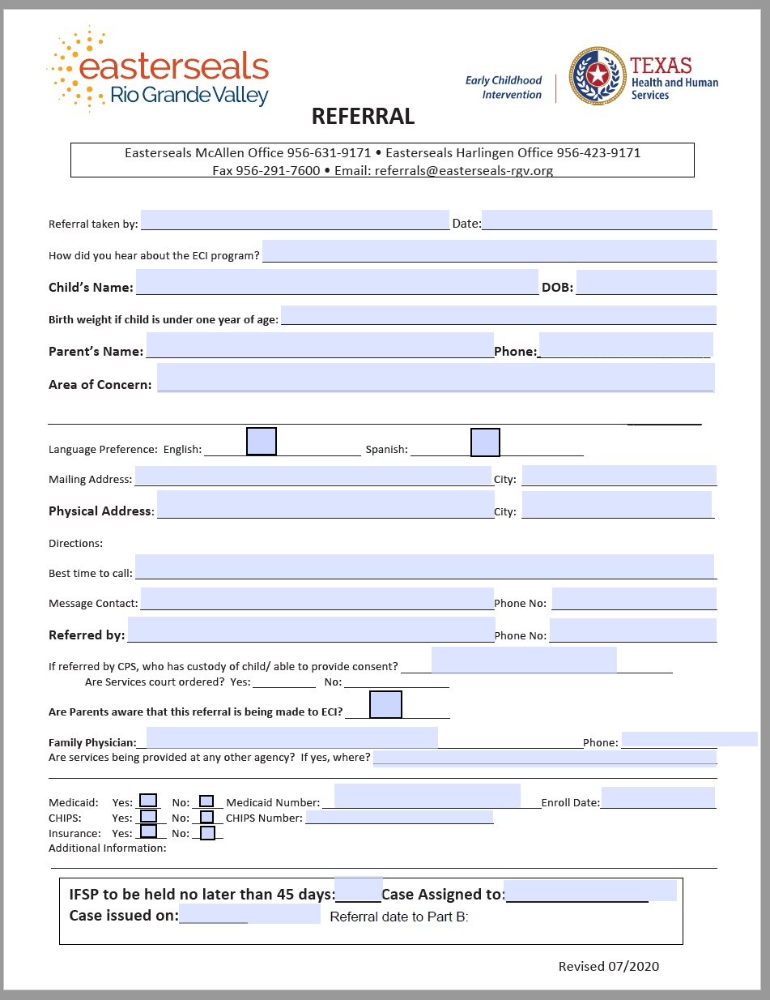 easterseals
Rio Grande Valley
Early Childhood
Intervention
TEXAS
Health and Human
Services
REFERRAL
Easterseals McAllen Office 956-631-9171 • Easterseals Harlingen Office 956-423-9171
Fax 956-291-7600 • Email: referrals@easterseals-rgv.org
Referral taken by: Date:
How did you hear about the ECI program?
Child's Name: DOB:
Birth weight if child is under one year of age:
Parent's Name: Phone:
Area of Concern:
Language Preference: English: Spanish:
Mailing Address: City:
Physical Address: City:
Directions:
Best time to call:
Message Contact: Phone No:
Referred by: Phone No:
If referred by CPS, who has custody of child/ able to provide consent?
Are Services court ordered? Yes: No:
Are Parents aware that this referral is being made to ECI?
Family Physician: Phone:
Are services being provided at any other agency? If yes, where?
Medicaid: Yes: No: Medicaid Number: Enroll Date:
CHIPS: Yes: No: CHIPS Number:
Insurance: Yes: No:
Additional Information:
IFSP to be held no later than 45 days: Case Assigned to:
Case issued on: Referral date to Part B:
Revised 07/2020